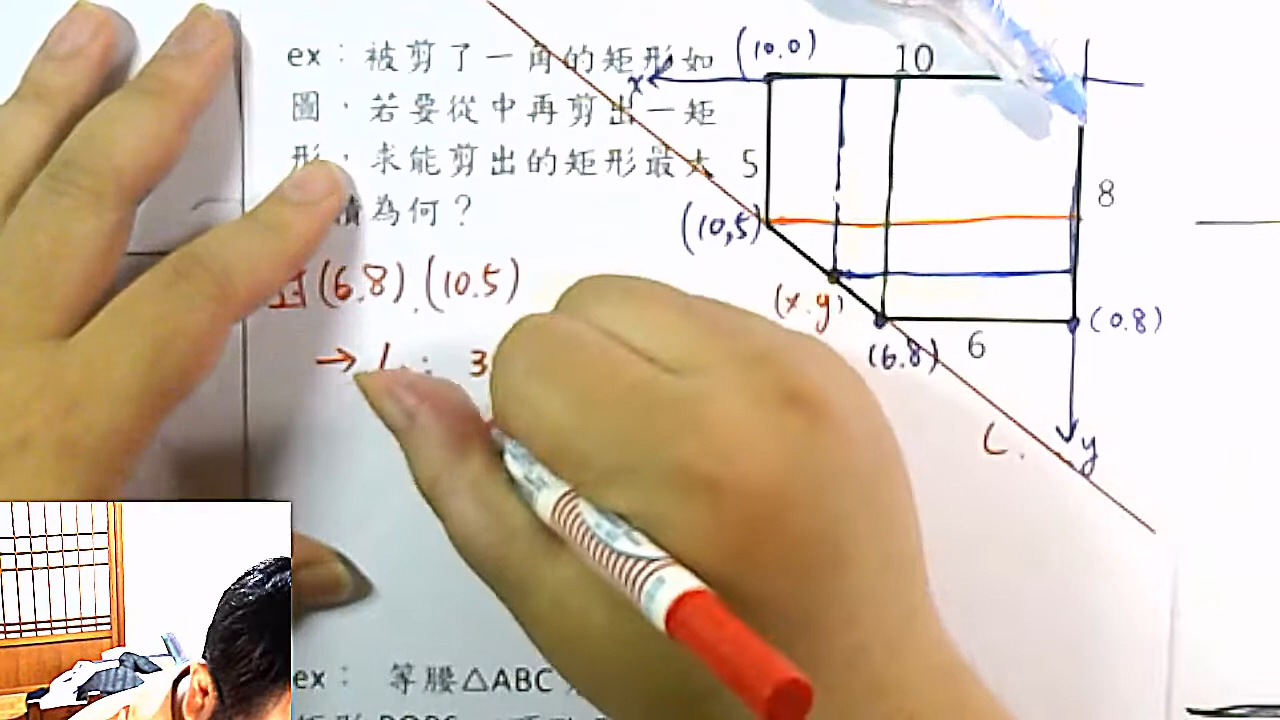 ex：被剪了一角的矩形如
圖，若要從中再剪出一矩
形，求能剪出的矩形最大
積為何？
(6.8).(10.5)
→ L： 3
x
(10.0)
10
5
8
(10,5)
(x.y)
(0.8)
(6.8)
6
L.
y
ex： 等腰△ABC